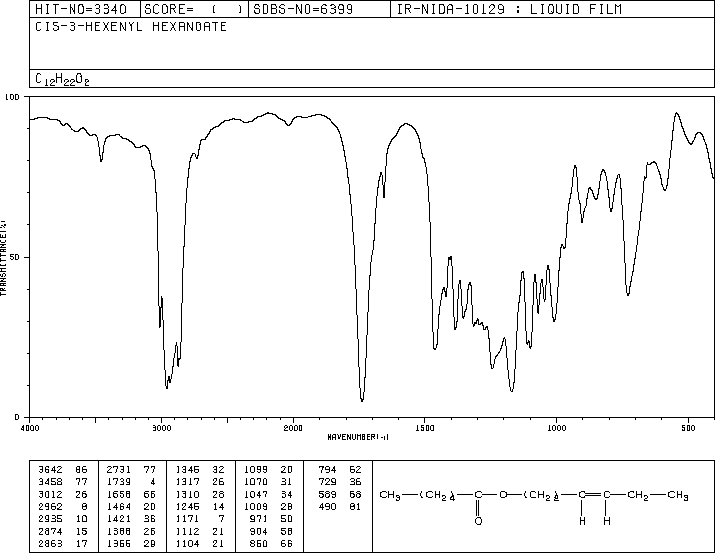 HIT-NO=3340 SCORE= ( ) SDBS-NO=6399 IR-NIDA-10129 : LIQUID FILM
CIS-3-HEXENYL HEXANOATE
C12H22O2
100
50
0
TRANSMITTANCE(%)
4000 3000 2000 1500 1000 500
WAVENUMBER(-1)
3642 86 2731 77 1346 32 1099 20 794 62
3458 77 1739 4 1317 26 1070 31 729 36
3012 26 1658 66 1310 28 1047 34 589 68
2962 8 1464 20 1245 14 1009 28 490 81
2935 10 1421 36 1171 7 971 50
2874 15 1388 26 1112 21 904 58
2863 17 1366 29 1104 21 860 66
CH3 (CH2)4 C O (CH2)2 C C CH2 CH3
O H H